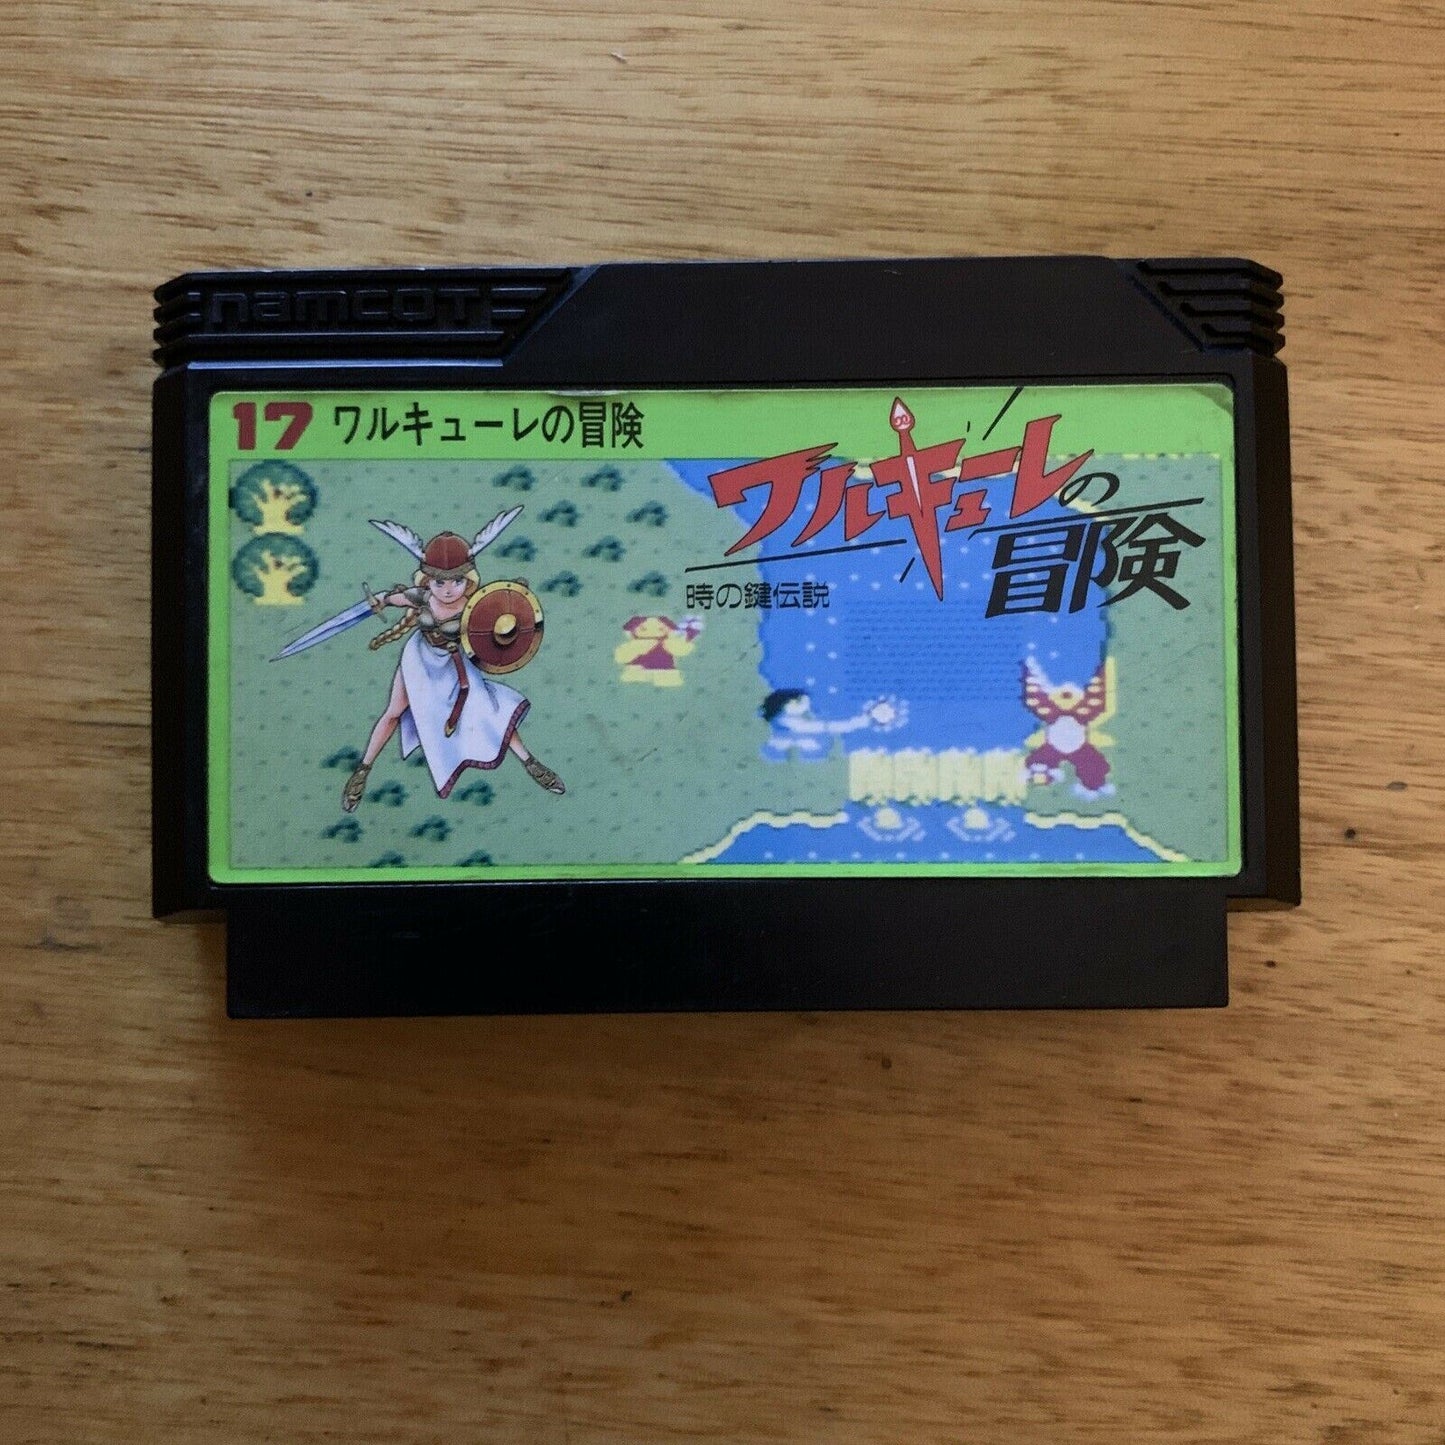 namcot
17 ワルキューレの冒険
ワルキューレの
冒険
時の鍵伝説